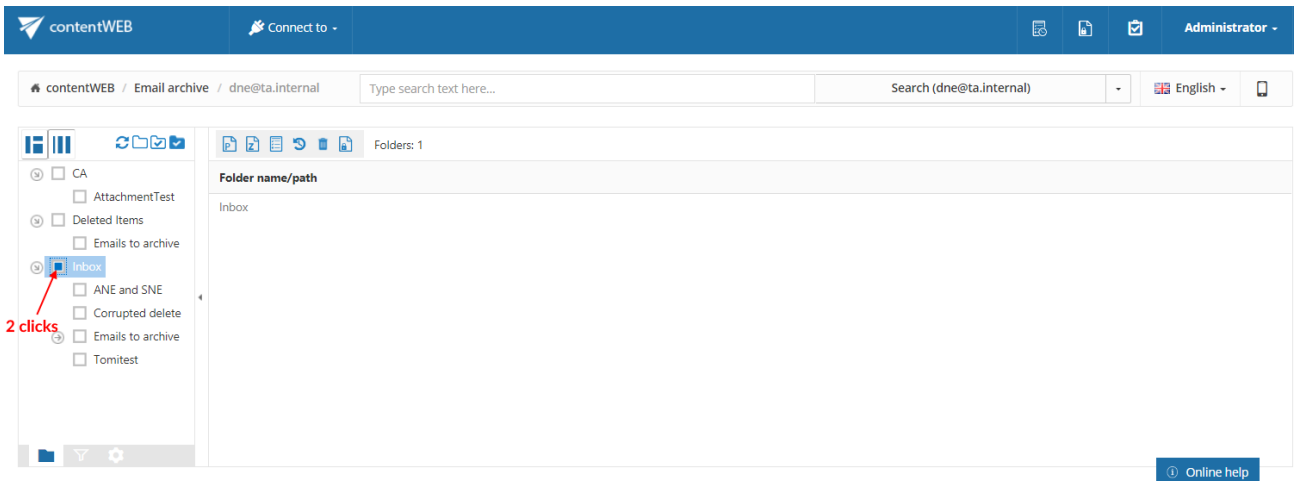 contentWEB
Connect to
Administrator
contentWEB / Email archive / dne@ta.internal
Type search text here...
Search (dne@ta.internal)
English
Folders: 1
CA
AttachmentTest
Deleted Items
Emails to archive
Inbox
ANE and SNE
Corrupted delete
Emails to archive
Tomitest
2 clicks
Folder name/path
Inbox
Online help